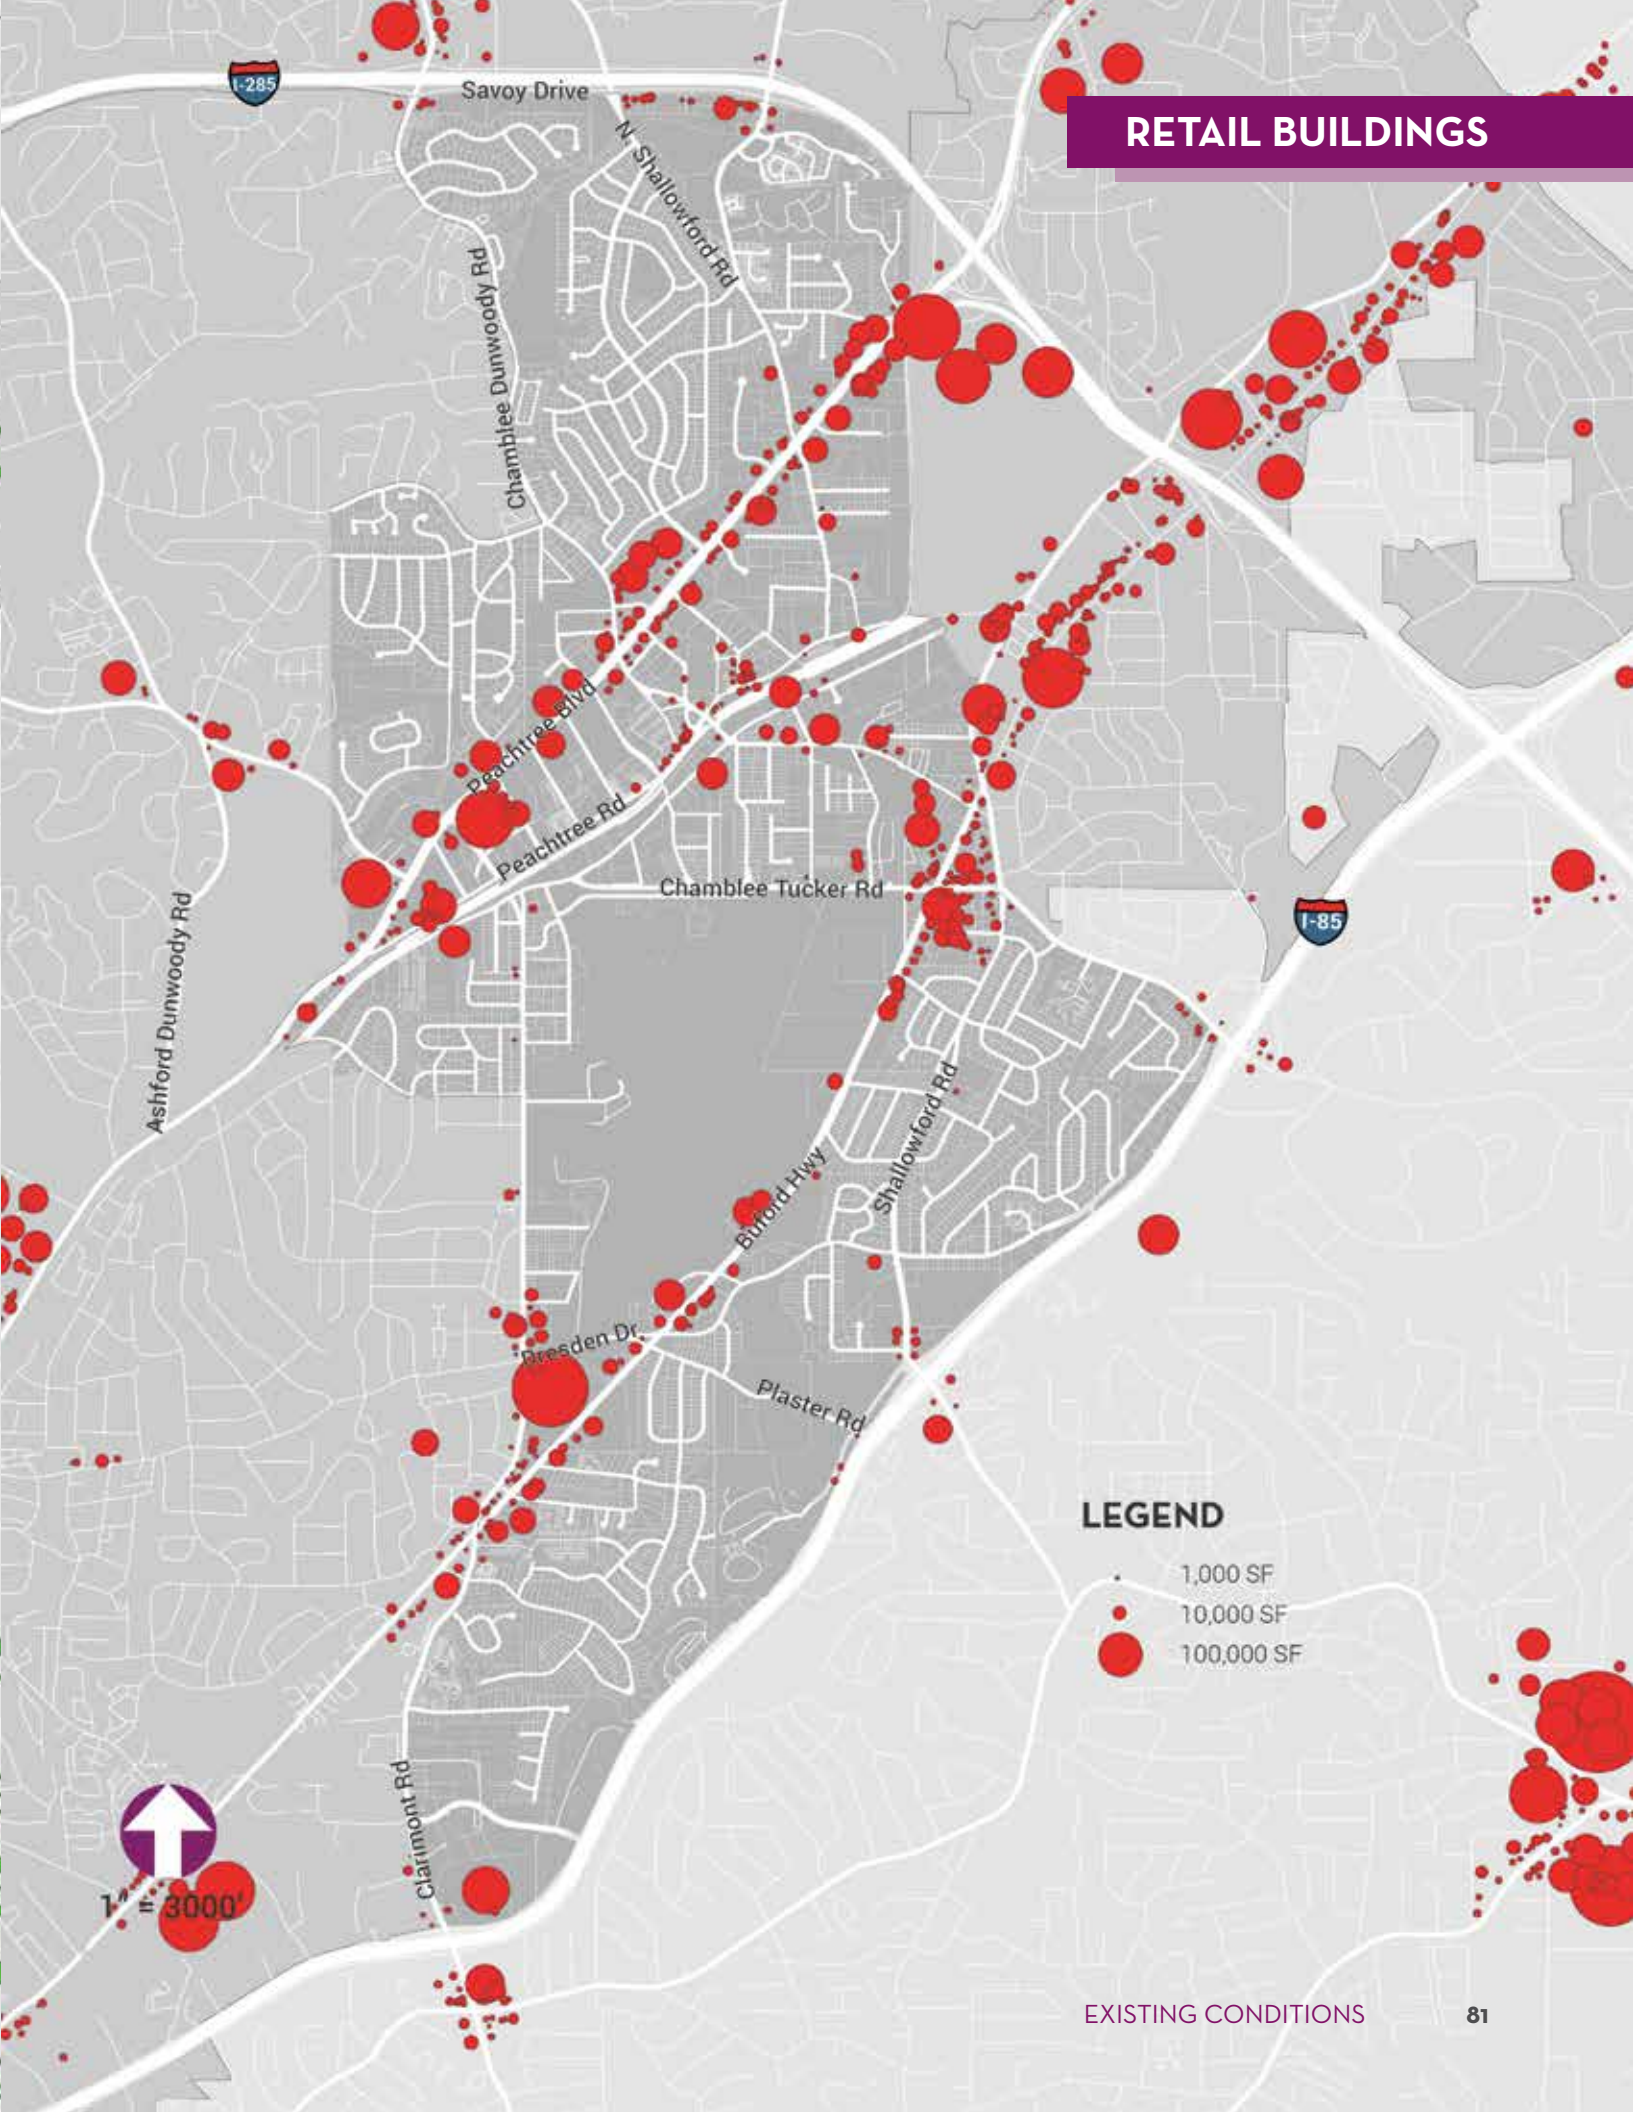 I-285
Savoy Drive
RETAIL BUILDINGS
N. Shallowford Rd
Chamblee Dunwoody Rd
Peachtree Blvd
Peachtree Rd
Chamblee Tucker Rd
I-85
Ashford Dunwoody Rd
Shallowford Rd
Buford Hwy
Dresden Dr.
Plaster Rd
LEGEND
1,000 SF
10,000 SF
100,000 SF
Clarimont Rd
1" = 3000'
EXISTING CONDITIONS 81